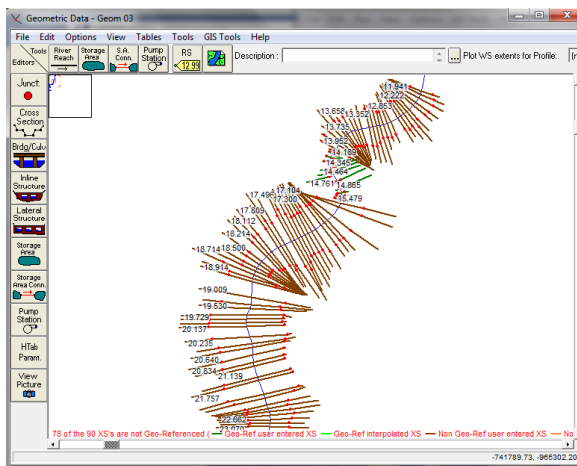 Geometric Data - Geom 03
File Edit Options View Tables Tools GIS Tools Help
Tools
Editors
River
Reach
Storage
Area
S.A.
Conn.
Pump
Station
RS
12.99
Description :
...
Plot WS extents for Profile:
Junct.
Cross
Section
Brdg/Culv
Inline
Structure
Lateral
Structure
Storage
Area
Storage
Area Conn.
Pump
Station
HTab
Param.
View
Picture
11.941
12.222
12.853
13.658
13.352
13.735
13.952
14.189
14.345
14.464
14.761
14.865
15.479
17.104
17.496
17.300
17.809
18.112
18.214
18.714
18.500
18.914
19.009
19.530
19.729
20.137
20.235
20.640
20.834
21.139
21.757
22.662
78 of the 90 XS's are not Geo-Referenced ( Geo-Ref user entered XS Geo-Ref interpolated XS Non Geo-Ref user entered XS No
-741789.73, -965302.20